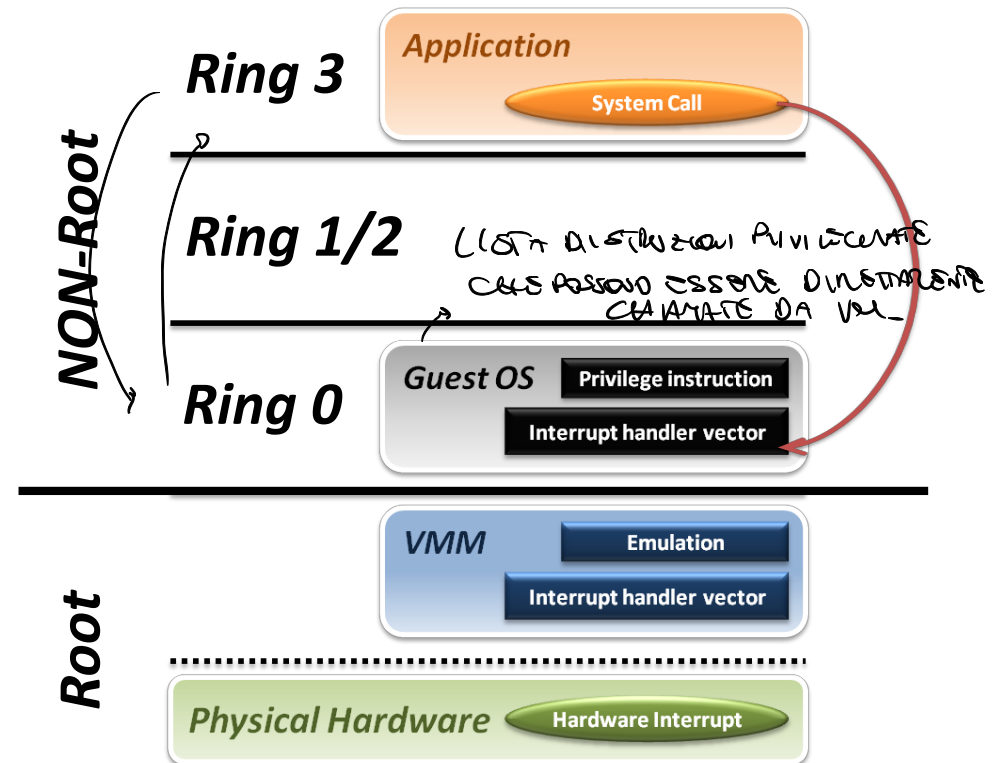 Ring 3
Application
System Call
NON-Root
Ring 1/2
LISTA DI ISTRUZIONI PRIVILEGIATE
CHE POSSONO ESSERE DIRETTAMENTE
CHIAMATE DA VM
Ring 0
Guest OS
Privilege instruction
Interrupt handler vector
VMM
Emulation
Interrupt handler vector
Root
Physical Hardware
Hardware Interrupt